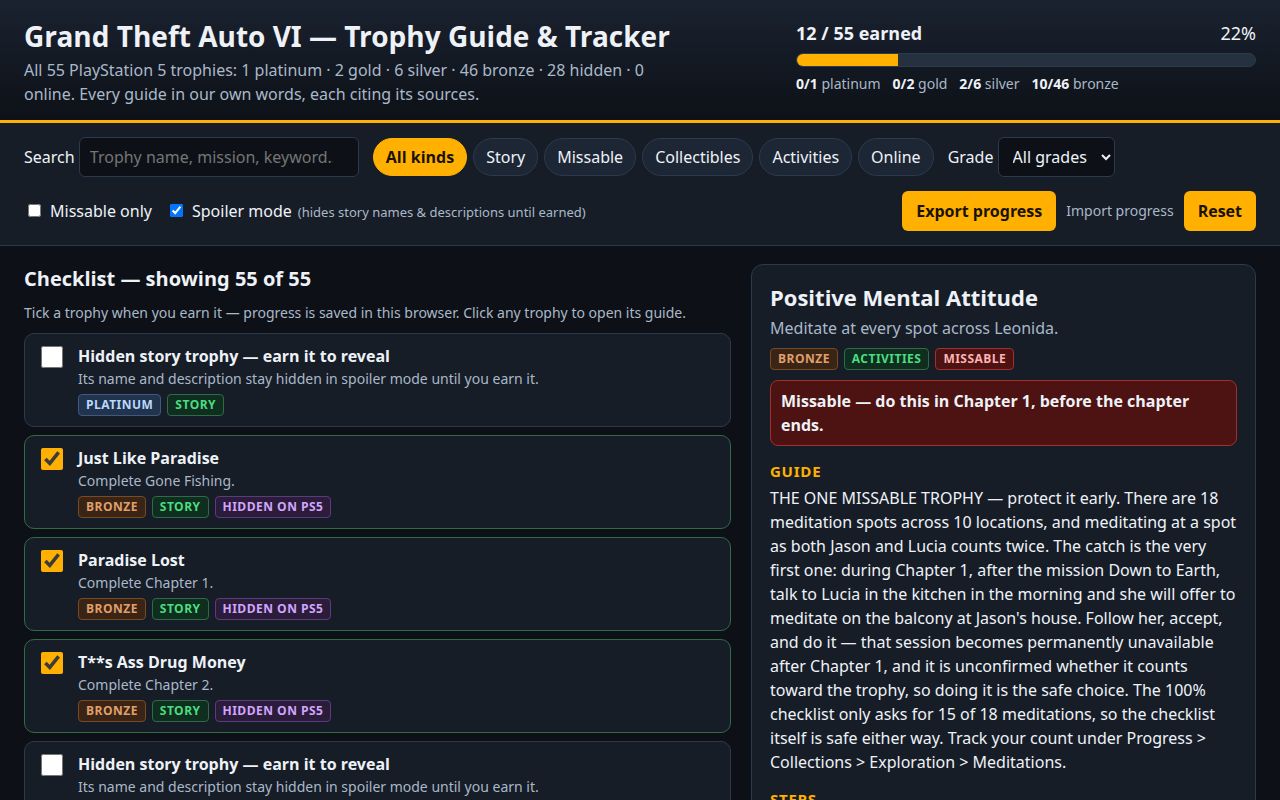 Grand Theft Auto VI — Trophy Guide & Tracker
All 55 PlayStation 5 trophies: 1 platinum · 2 gold · 6 silver · 46 bronze · 28 hidden · 0
online. Every guide in our own words, each citing its sources.
12 / 55 earned 22%
0/1 platinum 0/2 gold 2/6 silver 10/46 bronze
Search Trophy name, mission, keyword. All kinds Story Missable Collectibles Activities Online Grade All grades
Missable only Spoiler mode (hides story names & descriptions until earned) Export progress Import progress Reset
Checklist — showing 55 of 55
Tick a trophy when you earn it — progress is saved in this browser. Click any trophy to open its guide.
Hidden story trophy — earn it to reveal
Its name and description stay hidden in spoiler mode until you earn it.
PLATINUM STORY
Just Like Paradise
Complete Gone Fishing.
BRONZE STORY HIDDEN ON PS5
Paradise Lost
Complete Chapter 1.
BRONZE STORY HIDDEN ON PS5
T**s Ass Drug Money
Complete Chapter 2.
BRONZE STORY HIDDEN ON PS5
Hidden story trophy — earn it to reveal
Its name and description stay hidden in spoiler mode until you earn it.
Positive Mental Attitude
Meditate at every spot across Leonida.
BRONZE ACTIVITIES MISSABLE
Missable — do this in Chapter 1, before the chapter
ends.
GUIDE
THE ONE MISSABLE TROPHY — protect it early. There are 18
meditation spots across 10 locations, and meditating at a spot
as both Jason and Lucia counts twice. The catch is the very
first one: during Chapter 1, after the mission Down to Earth,
talk to Lucia in the kitchen in the morning and she will offer to
meditate on the balcony at Jason's house. Follow her, accept,
and do it — that session becomes permanently unavailable
after Chapter 1, and it is unconfirmed whether it counts
toward the trophy, so doing it is the safe choice. The 100%
checklist only asks for 15 of 18 meditations, so the checklist
itself is safe either way. Track your count under Progress >
Collections > Exploration > Meditations.
STEPS